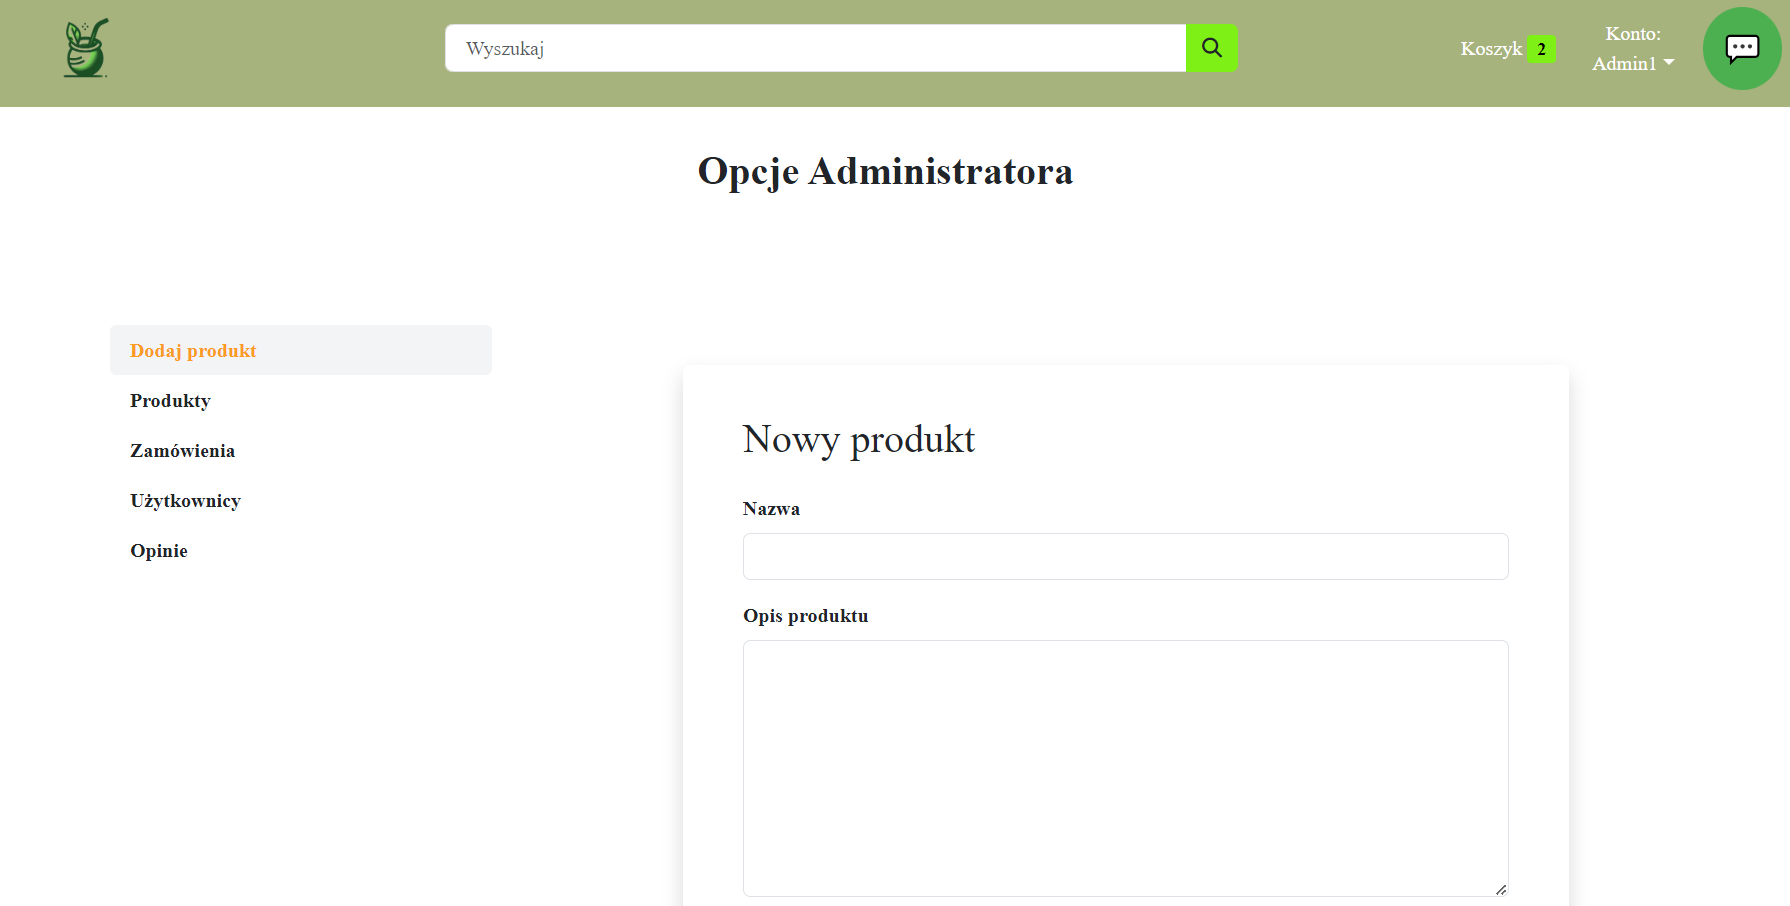 Wyszukaj
Koszyk 2
Konto:
Admin1
Opcje Administratora
Dodaj produkt
Produkty
Zamówienia
Użytkownicy
Opinie
Nowy produkt
Nazwa
Opis produktu